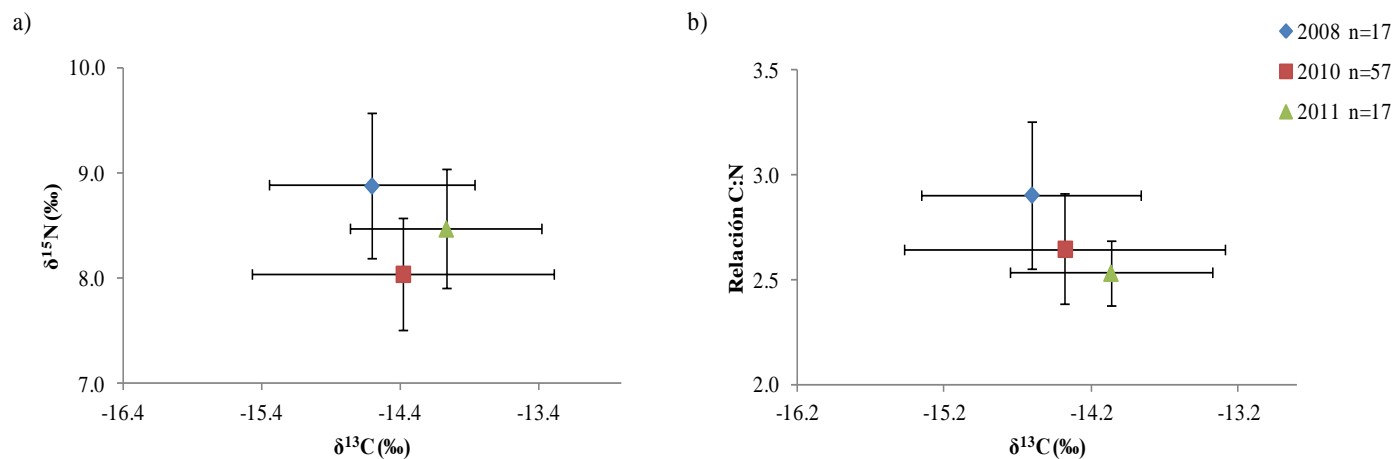 a)
10.0
9.0
8.0
7.0
δ¹⁵N (‰)
-16.4 -15.4 -14.4 -13.4
δ¹³C (‰)
b)
3.5
3.0
2.5
2.0
Relación C:N
-16.2 -15.2 -14.2 -13.2
δ¹³C (‰)
2008 n=17
2010 n=57
2011 n=17